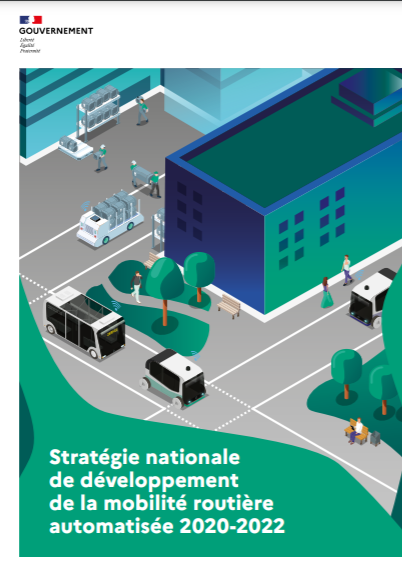 GOUVERNEMENT
Liberté
Égalité
Fraternité
Stratégie nationale
de développement
de la mobilité routière
automatisée 2020-2022